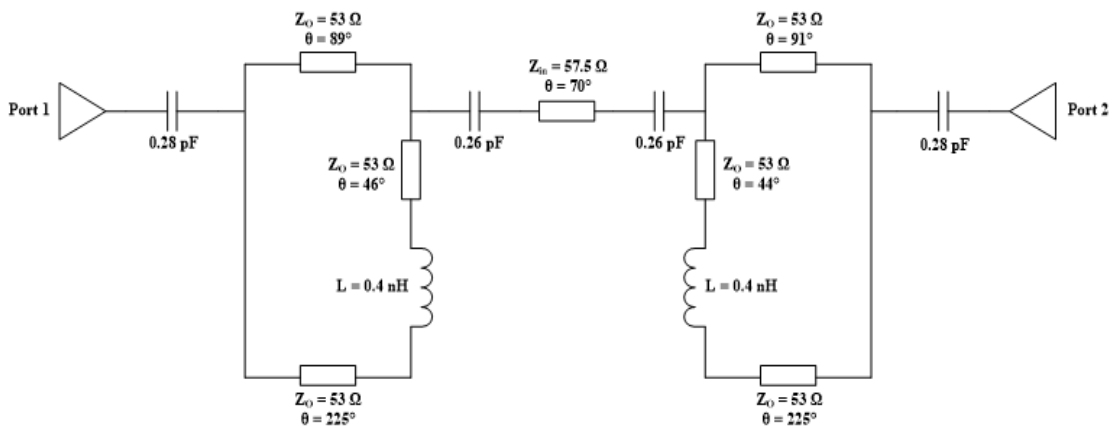 Z₀ = 53 Ω
θ = 89°
Z₀ = 53 Ω
θ = 91°
Zᵢₙ = 57.5 Ω
θ = 70°
Port 1
Port 2
0.28 pF
0.26 pF
0.26 pF
0.28 pF
Z₀ = 53 Ω
θ = 46°
Z₀ = 53 Ω
θ = 44°
L = 0.4 nH
L = 0.4 nH
Z₀ = 53 Ω
θ = 225°
Z₀ = 53 Ω
θ = 225°